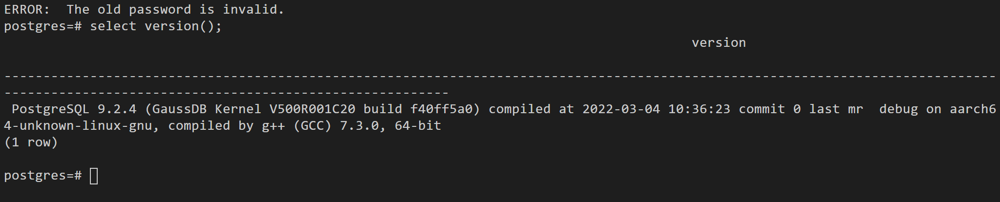 ERROR:  The old password is invalid.
postgres=# select version();
version
-------------------------------------------------------------------------------------------------------------------------------
---------------------------------------------------------
PostgreSQL 9.2.4 (GaussDB Kernel V500R001C20 build f40ff5a0) compiled at 2022-03-04 10:36:23 commit 0 last mr  debug on aarch6
4-unknown-linux-gnu, compiled by g++ (GCC) 7.3.0, 64-bit
(1 row)
postgres=#